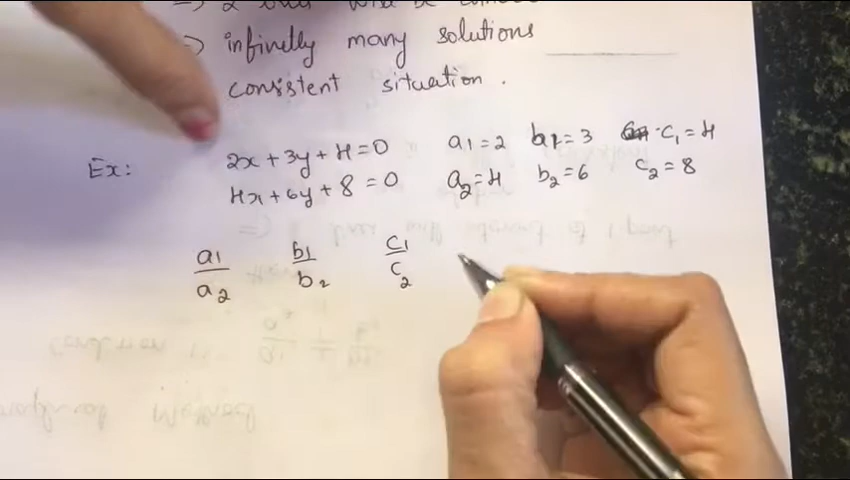 => infinetly many solutions
consistent situation.
Ex: 2x + 3y + 4 = 0 a1 = 2 b1 = 3 c1 = 4
4x + 6y + 8 = 0 a2 = 4 b2 = 6 c2 = 8
a1/a2 b1/b2 c1/c2